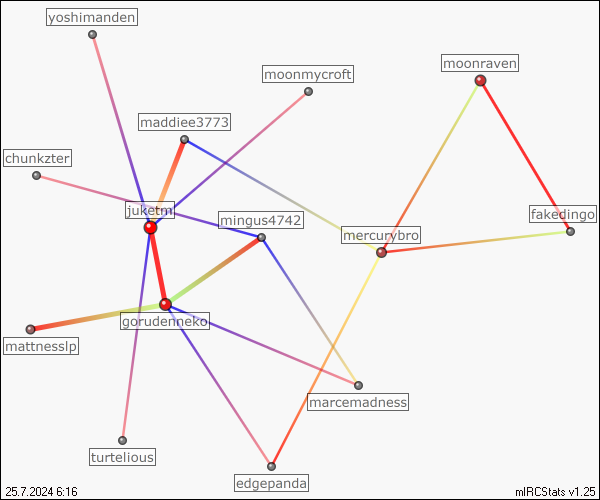 yoshimanden
moonraven
moonmycroft
maddiee3773
chunkzter
juketm
mingus4742
fakedingo
mercurybro
gorudenneko
mattnesslp
marcemadness
turtelious
edgepanda
25.7.2024 6:16
mIRCStats v1.25